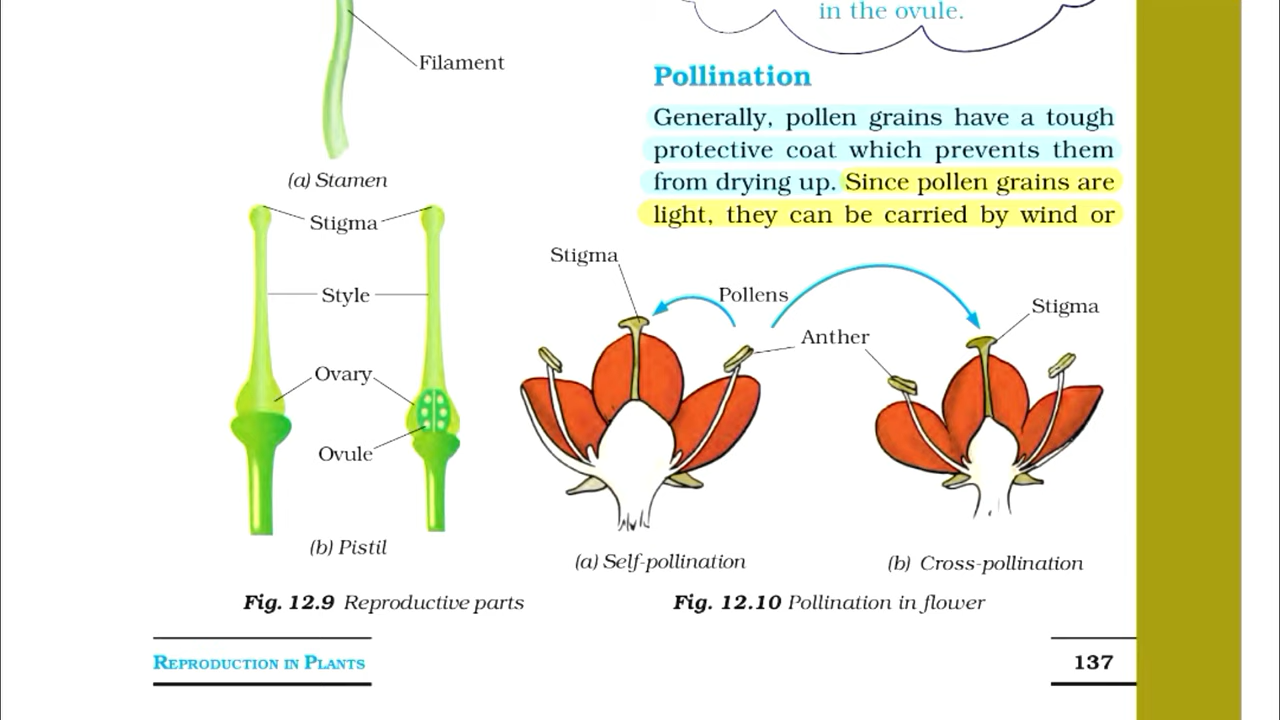 in the ovule.
Filament
(a) Stamen
Stigma
Style
Ovary
Ovule
(b) Pistil
Fig. 12.9 Reproductive parts
Pollination
Generally, pollen grains have a tough
protective coat which prevents them
from drying up. Since pollen grains are
light, they can be carried by wind or
Stigma
Pollens
Anther
Stigma
(a) Self-pollination
(b) Cross-pollination
Fig. 12.10 Pollination in flower
REPRODUCTION IN PLANTS
137